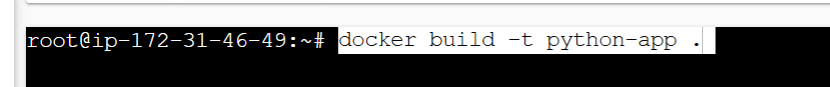 root@ip-172-31-46-49:~# docker build -t python-app .